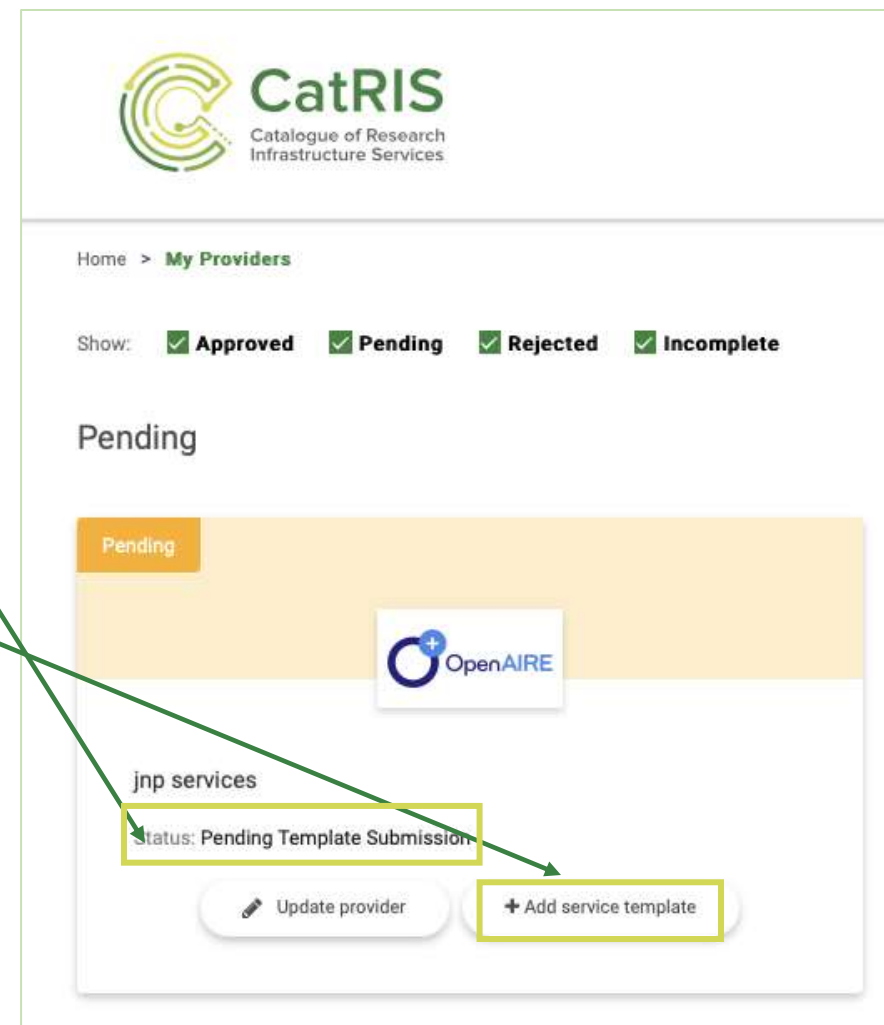 CatRIS
Catalogue of Research
Infrastructure Services
Home > My Providers
Show: Approved Pending Rejected Incomplete
Pending
Pending
OpenAIRE
jnp services
Status: Pending Template Submission
Update provider + Add service template